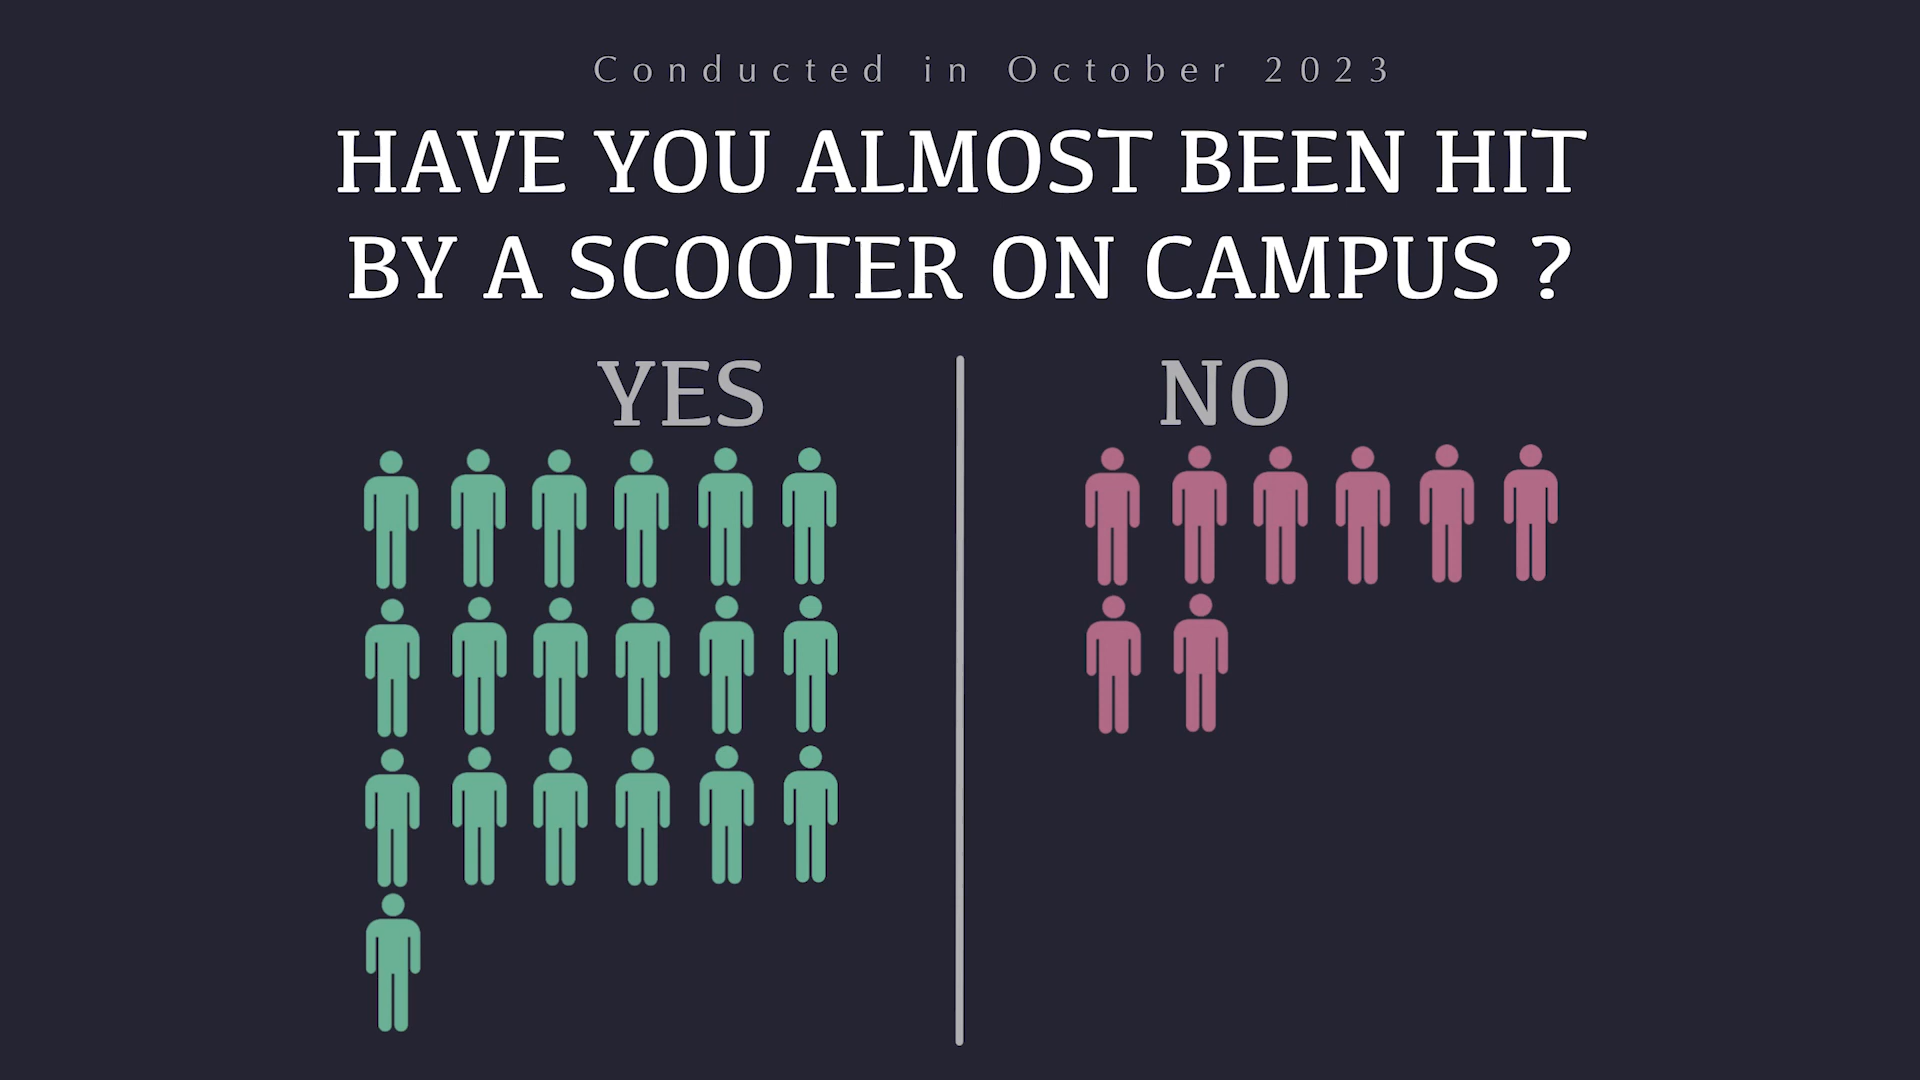 Conducted in October 2023
HAVE YOU ALMOST BEEN HIT
BY A SCOOTER ON CAMPUS ?
YES
NO